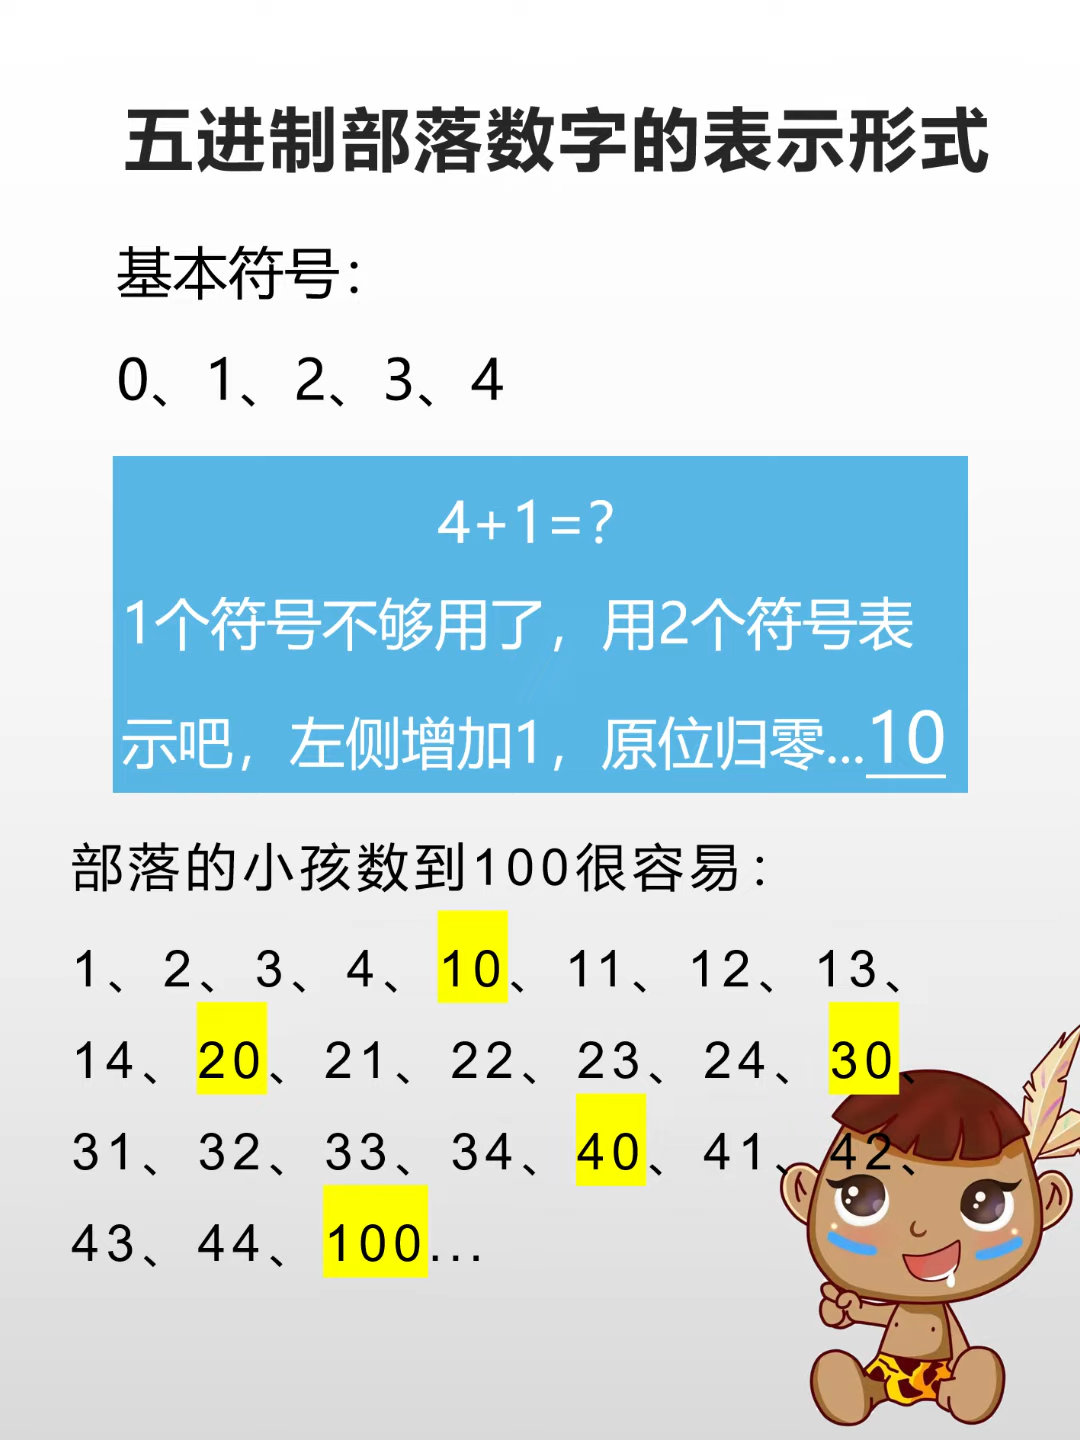 五进制部落数字的表示形式
基本符号：
0、1、2、3、4
4+1=?
1个符号不够用了，用2个符号表
示吧，左侧增加1，原位归零...10
部落的小孩数到100很容易：
1、2、3、4、10、11、12、13、
14、20、21、22、23、24、30、
31、32、33、34、40、41、42、
43、44、100...